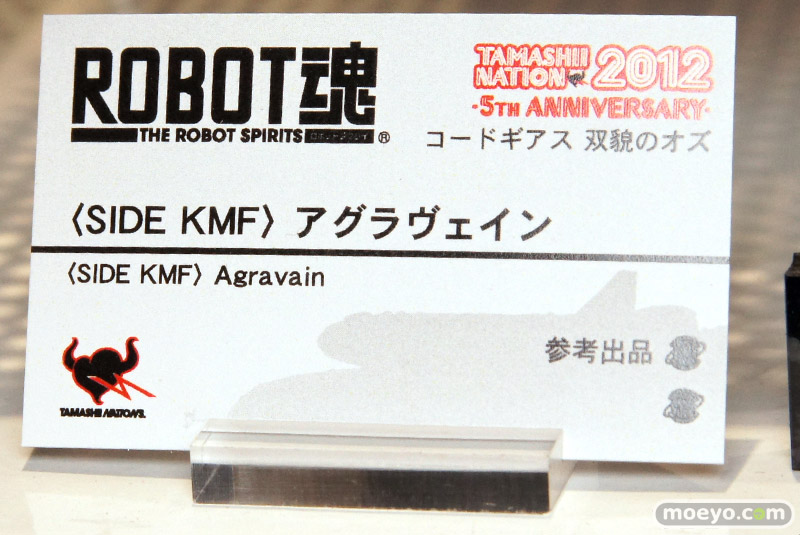 ROBOT魂
THE ROBOT SPIRITS ®
TAMASHII NATION 2012
-5TH ANNIVERSARY-
コードギアス 双貌のオズ
〈SIDE KMF〉 アグラヴェイン
〈SIDE KMF〉 Agravain
参考出品
TAMASHII NATIONS.
moeyo.com